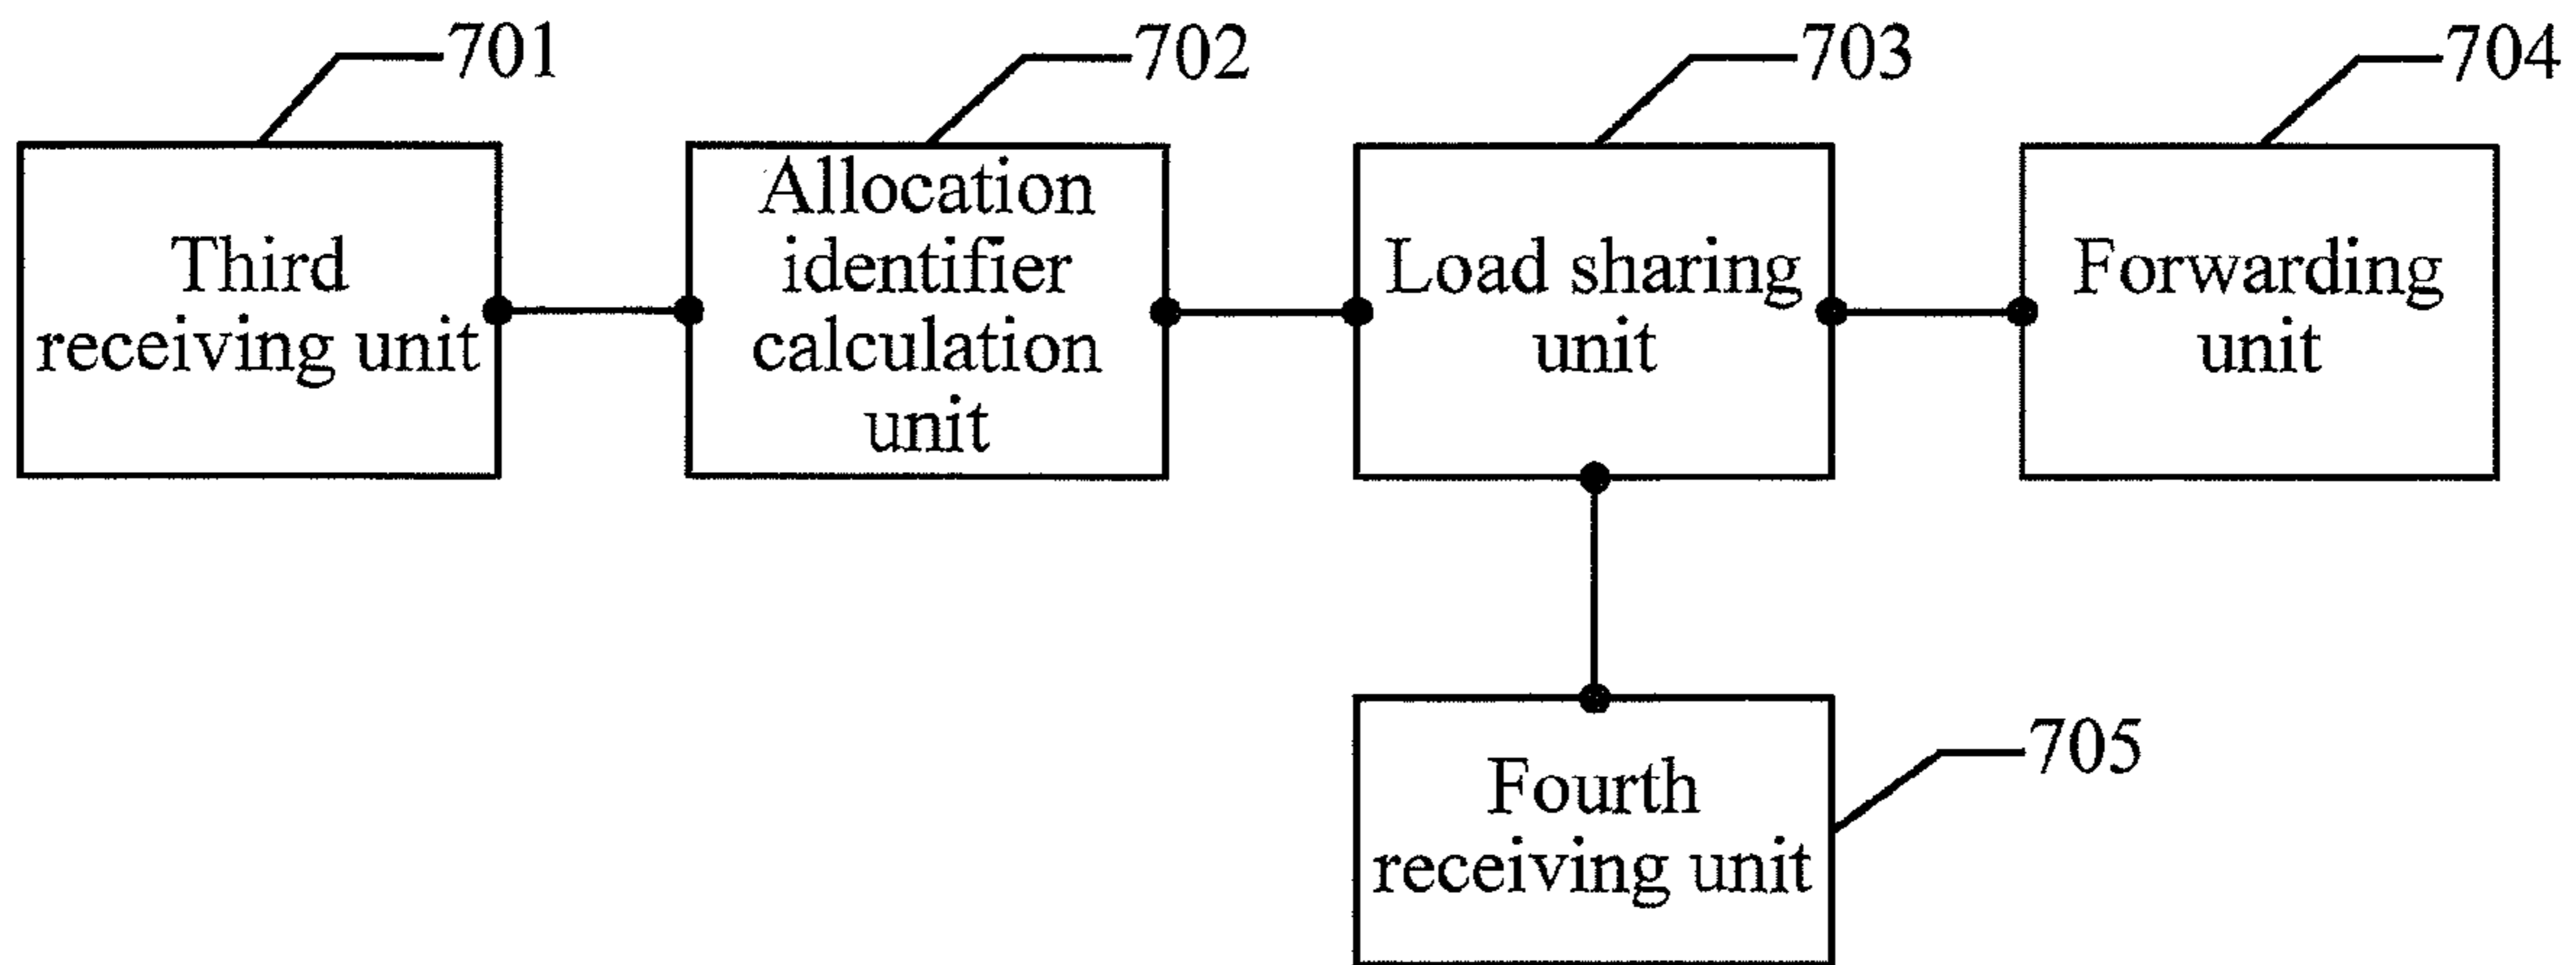 701
702
703
704
Third
receiving unit
Allocation
identifier
calculation
unit
Load sharing
unit
Forwarding
unit
Fourth
receiving unit
705